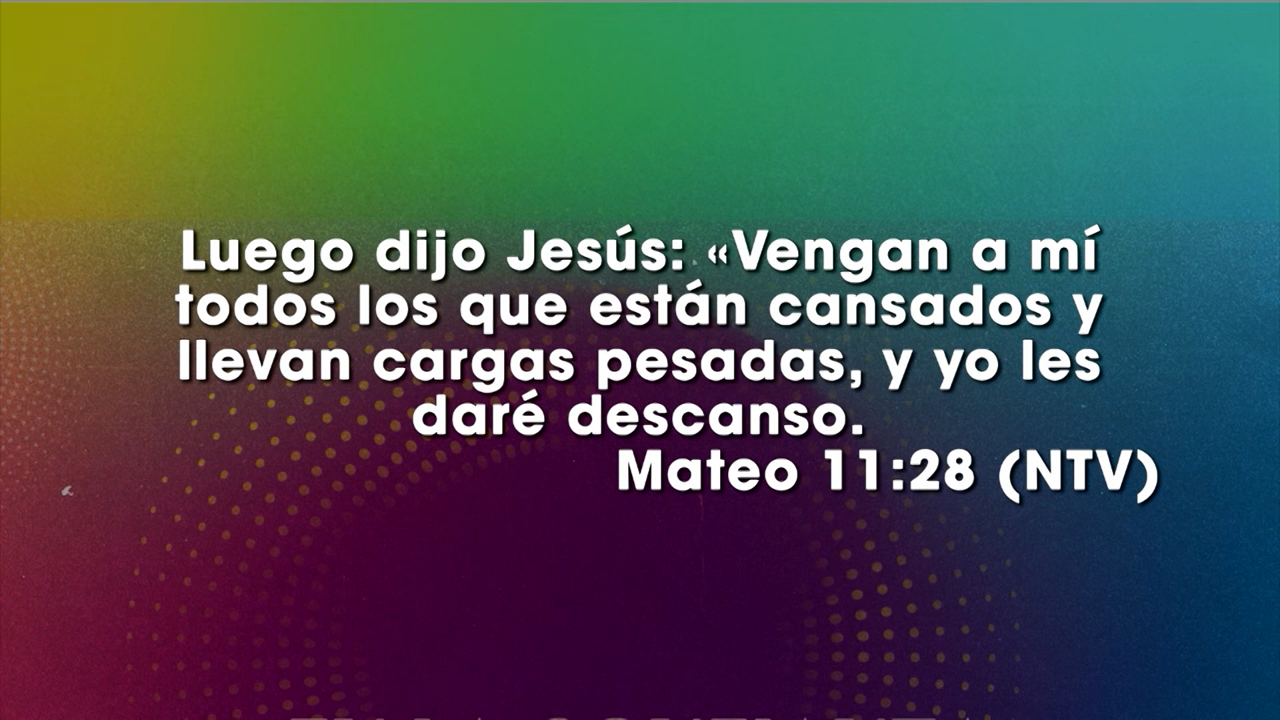 Luego dijo Jesús: «Vengan a mí
todos los que están cansados y
llevan cargas pesadas, y yo les
daré descanso.
Mateo 11:28 (NTV)